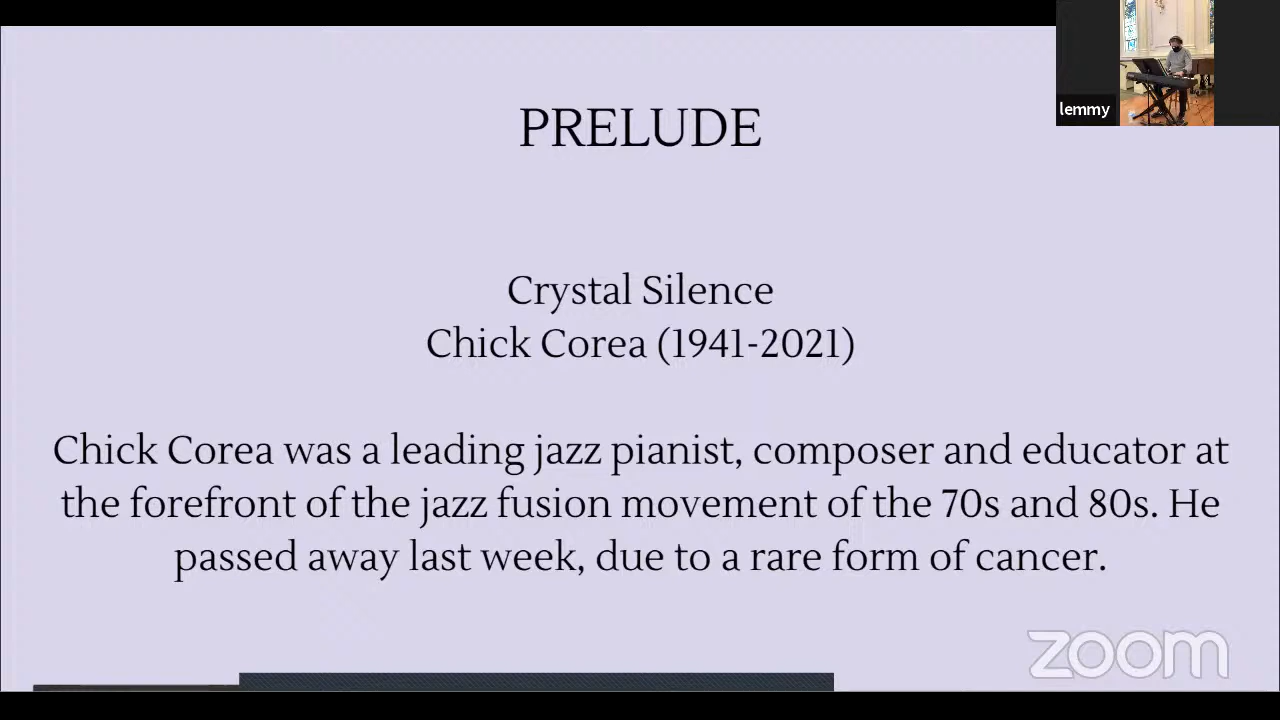 PRELUDE
lemmy
Crystal Silence
Chick Corea (1941-2021)
Chick Corea was a leading jazz pianist, composer and educator at
the forefront of the jazz fusion movement of the 70s and 80s. He
passed away last week, due to a rare form of cancer.
zoom